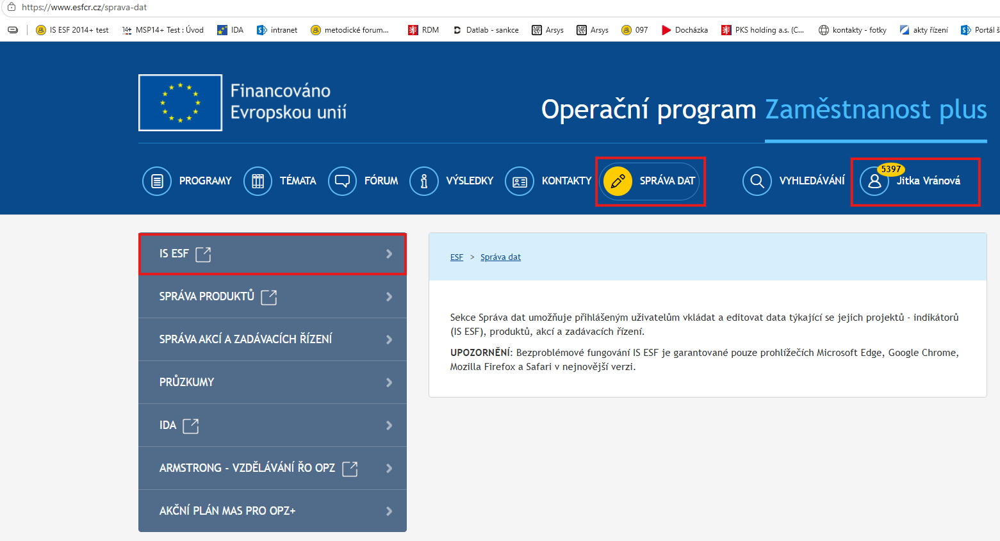 https://www.esfcr.cz/sprava-dat
IS ESF 2014+ test
14+ MSP14+ Test : Úvod
IDA
intranet
metodické forum...
RDM
Datlab - sankce
Arsys
Arsys
097
Docházka
PKS holding a.s. (C...
kontakty - fotky
akty řízení
Portál š
Financováno
Evropskou unií
Operační program Zaměstnanost plus
PROGRAMY
TÉMATA
FÓRUM
VÝSLEDKY
KONTAKTY
SPRÁVA DAT
VYHLEDÁVÁNÍ
5397
Jitka Vránová
IS ESF
SPRÁVA PRODUKTŮ
SPRÁVA AKCÍ A ZADÁVACÍCH ŘÍZENÍ
PRŮZKUMY
IDA
ARMSTRONG - VZDĚLÁVÁNÍ ŘO OPZ
AKČNÍ PLÁN MAS PRO OPZ+
ESF > Správa dat
Sekce Správa dat umožňuje přihlášeným uživatelům vkládat a editovat data týkající se jejich projektů - indikátorů
(IS ESF), produktů, akcí a zadávacích řízení.
UPOZORNĚNÍ: Bezproblémové fungování IS ESF je garantované pouze prohlížečích Microsoft Edge, Google Chrome,
Mozilla Firefox a Safari v nejnovější verzi.